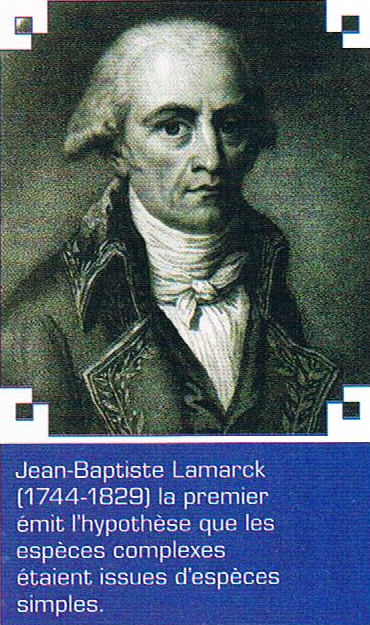 Jean-Baptiste Lamarck
(1744-1829) la premier
émit l'hypothèse que les
espèces complexes
étaient issues d'espèces
simples.